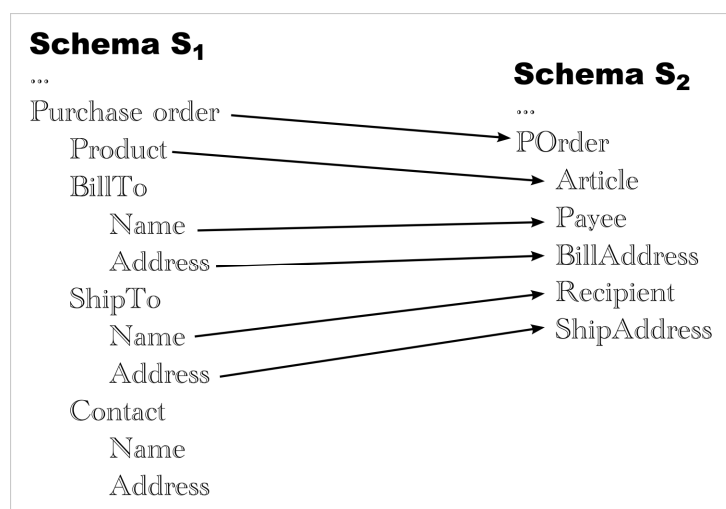 Schema S₁
...
Purchase order
Product
BillTo
Name
Address
ShipTo
Name
Address
Contact
Name
Address
Schema S₂
...
POrder
Article
Payee
BillAddress
Recipient
ShipAddress